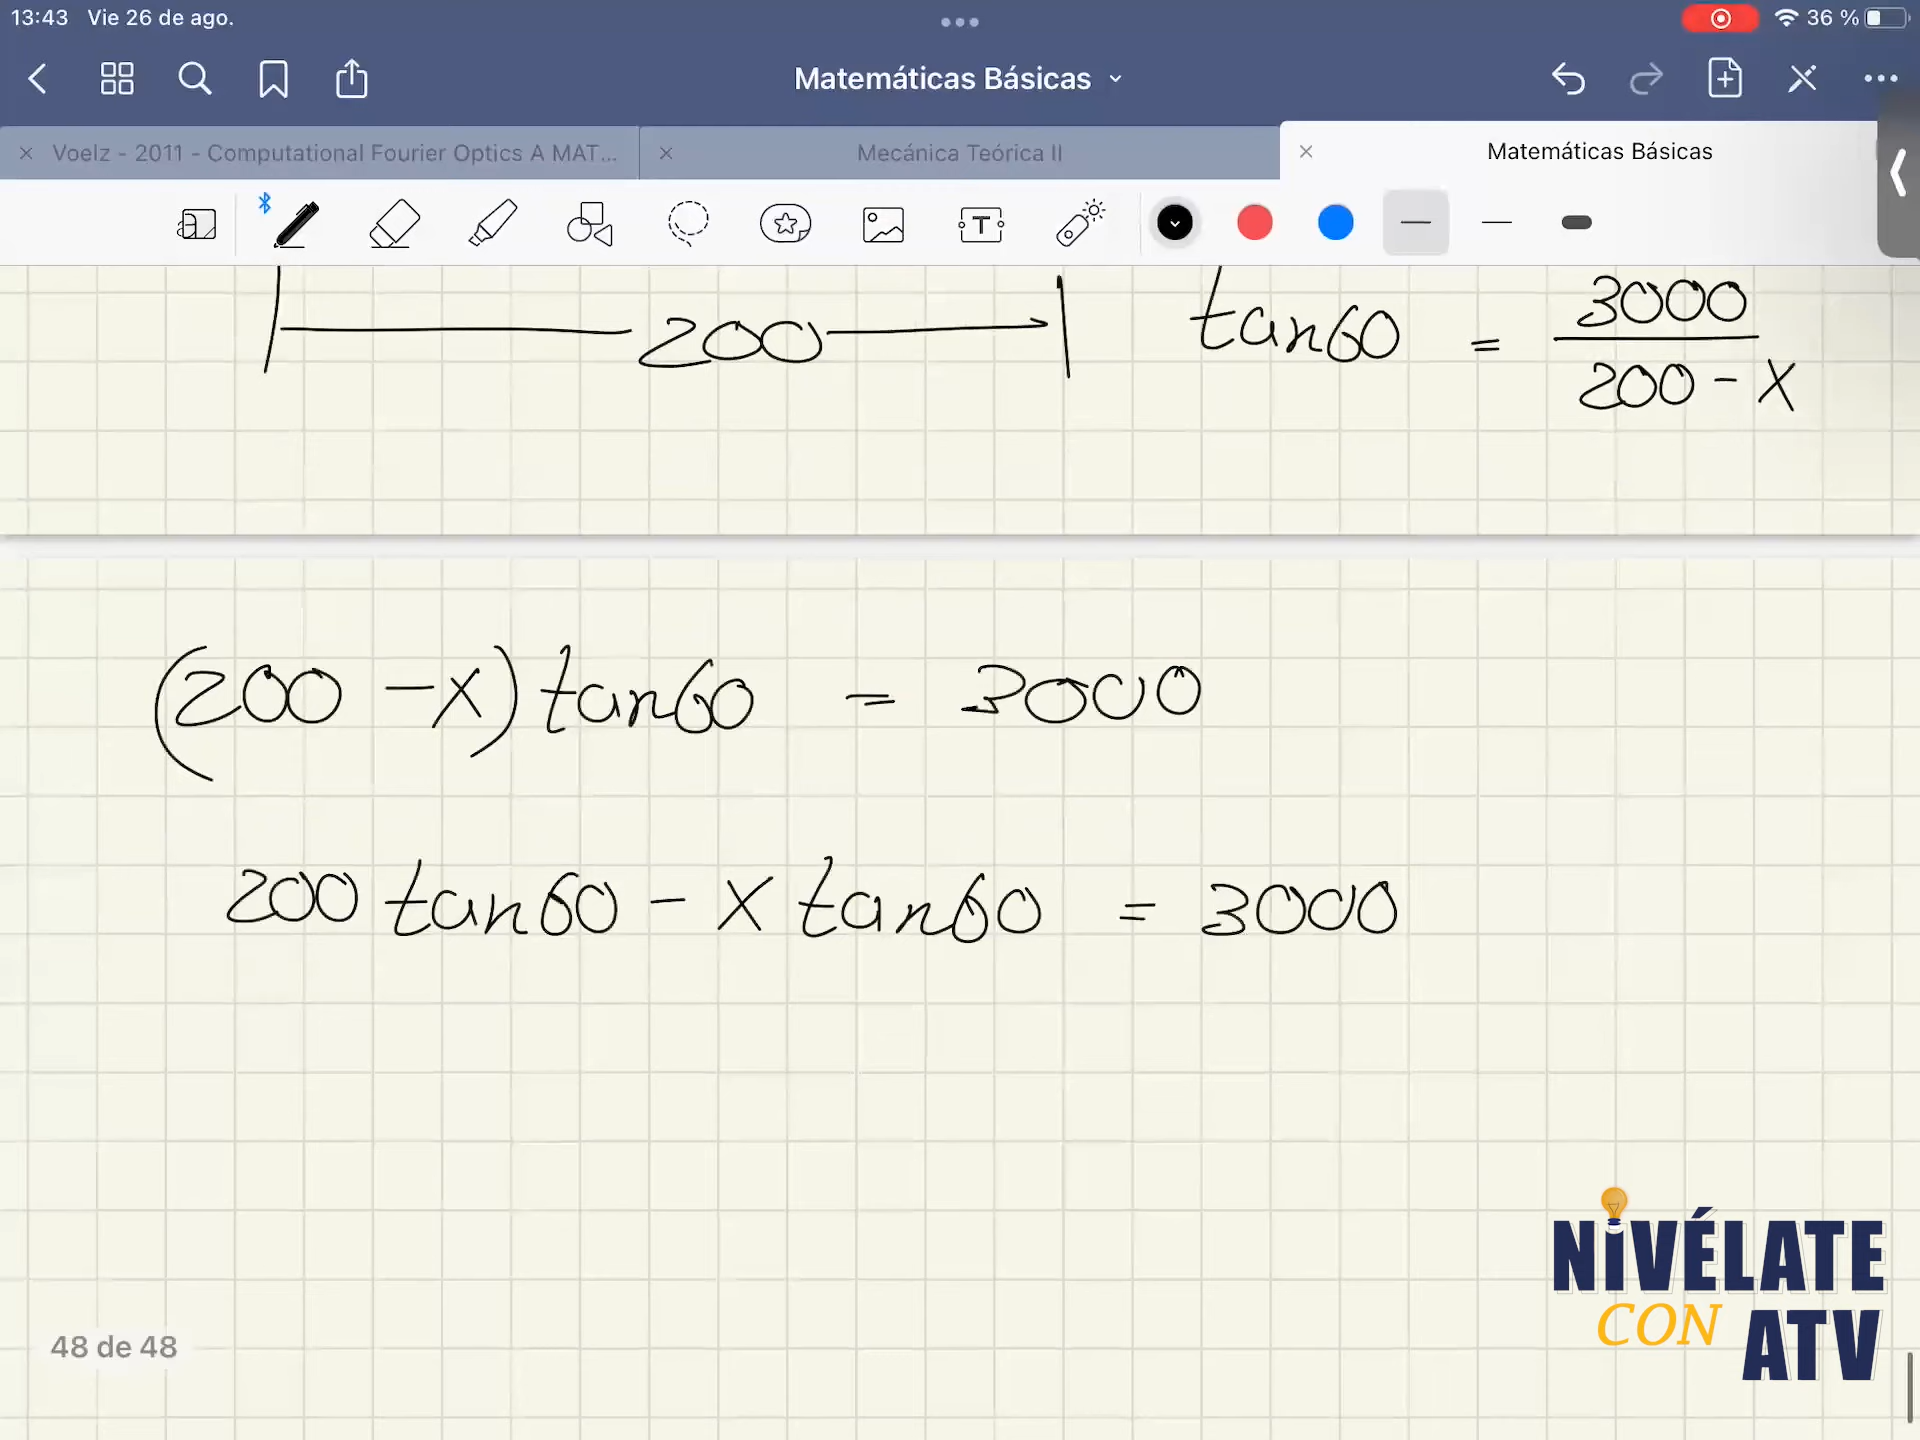 13:43 Vie 26 de ago. 36 %
Matemáticas Básicas
Voelz - 2011 - Computational Fourier Optics A MAT... Mecánica Teórica II Matemáticas Básicas
200 tan60 = 3000 / 200 - x
(200 - x) tan60 = 3000
200 tan60 - x tan60 = 3000
48 de 48
NIVÉLATE
CON
ATV